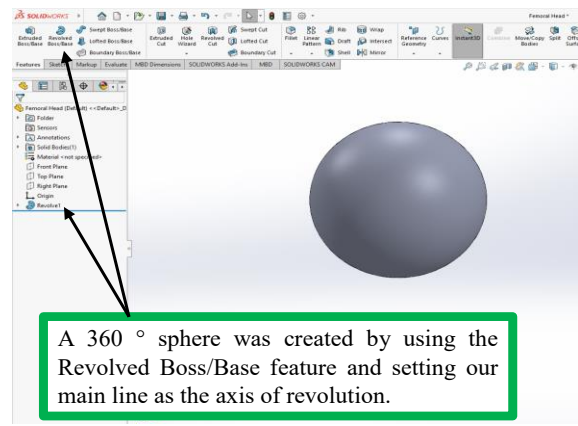 SOLIDWORKS
Femoral Head *
Extruded Boss/Base
Revolved Boss/Base
Swept Boss/Base
Lofted Boss/Base
Boundary Boss/Base
Extruded Cut
Hole Wizard
Revolved Cut
Swept Cut
Lofted Cut
Boundary Cut
Fillet
Linear Pattern
Rib
Draft
Shell
Wrap
Intersect
Mirror
Reference Geometry
Curves
Instant3D
Combine
Move/Copy Bodies
Split
Features
Markup
Evaluate
MBD Dimensions
SOLIDWORKS Add-Ins
MBD
SOLIDWORKS CAM
Femoral Head (Default) <<Default>_D
Folder
Sensors
Annotations
Solid Bodies(1)
Material <not specified>
Front Plane
Top Plane
Right Plane
Origin
Revolve1
A 360 ° sphere was created by using the
Revolved Boss/Base feature and setting our
main line as the axis of revolution.